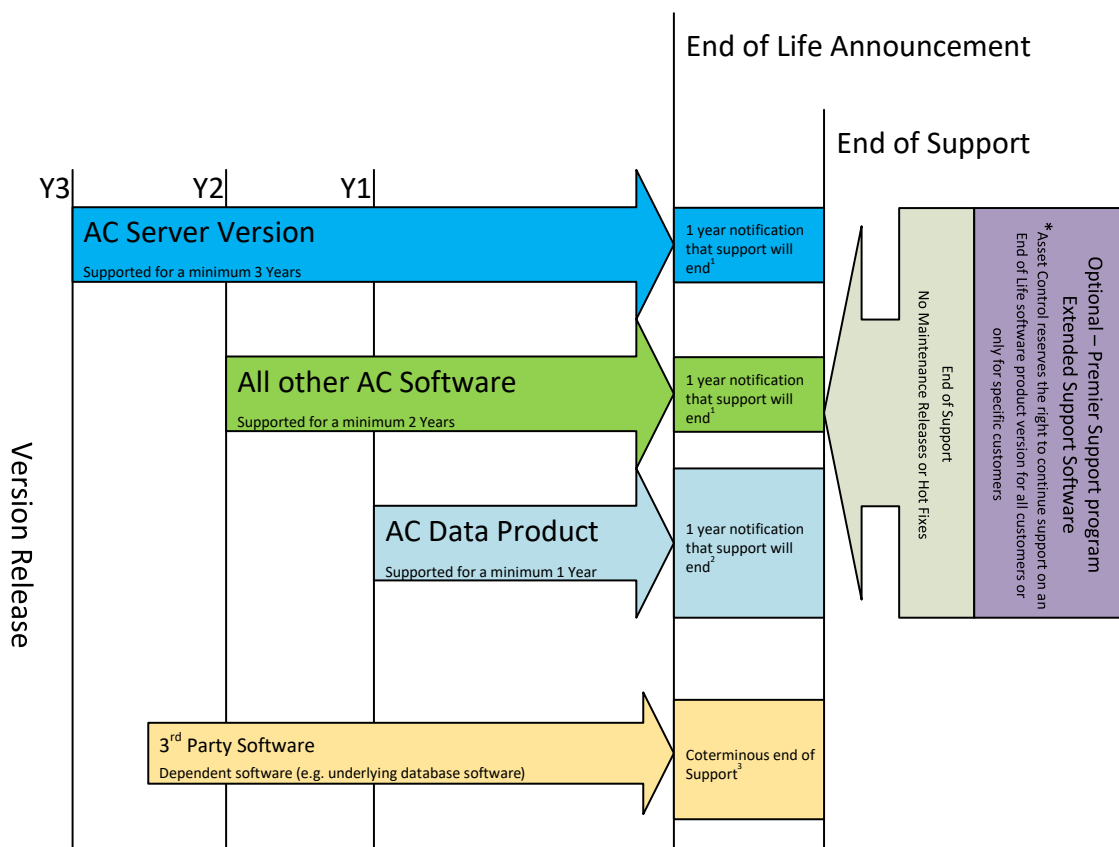 End of Life Announcement
End of Support
Y3
Y2
Y1
AC Server Version
Supported for a minimum 3 Years
1 year notification
that support will
end1
All other AC Software
Supported for a minimum 2 Years
1 year notification
that support will
end1
AC Data Product
Supported for a minimum 1 Year
1 year notification
that support will
end2
3rd Party Software
Dependent software (e.g. underlying database software)
Coterminous end of
Support3
Version Release
End of Support
No Maintenance Releases or Hot Fixes
Optional – Premier Support program
Extended Support Software
*Asset Control reserves the right to continue support on an
End of Life software product version for all customers or
only for specific customers